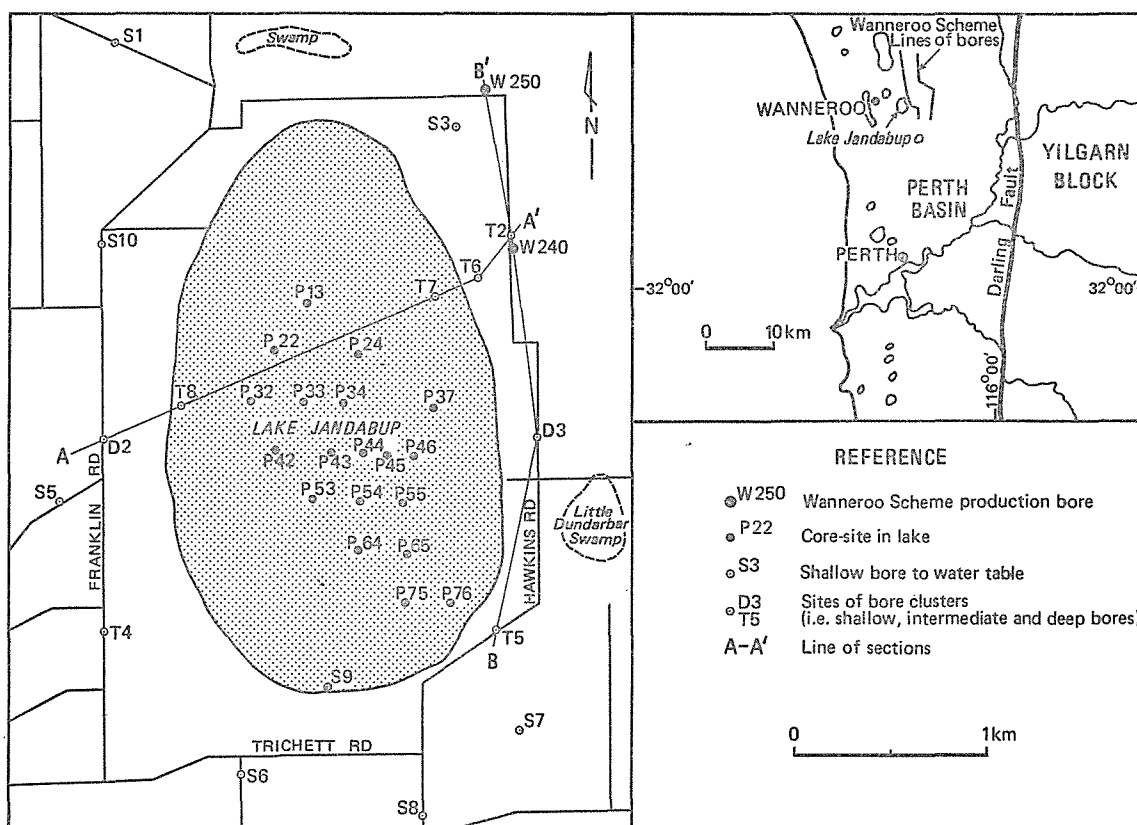 S1
Swamp
B'
W 250
S3
N
S10
T2
A'
W 240
T6
T7
P13
P22
P24
T8
P32
P33
P34
P37
LAKE JANDABUP
A
D2
P42
P43
P44
P45
P46
D3
S5
P53
P54
P55
Little
Dundarbar
Swamp
FRANKLIN RD
HAWKINS RD
P64
P65
P75
P76
T4
T5
B
S9
S7
TRICHETT RD
S6
S8
Wanneroo Scheme
Lines of bores
WANNEROO
Lake Jandabup
YILGARN
BLOCK
PERTH
BASIN
Darling Fault
PERTH
32°00'
32°00'
0 10 km
116°00'
REFERENCE
W250 Wanneroo Scheme production bore
P22 Core-site in lake
S3 Shallow bore to water table
D3 Sites of bore clusters
T5 (i.e. shallow, intermediate and deep bores)
A-A' Line of sections
0 1km